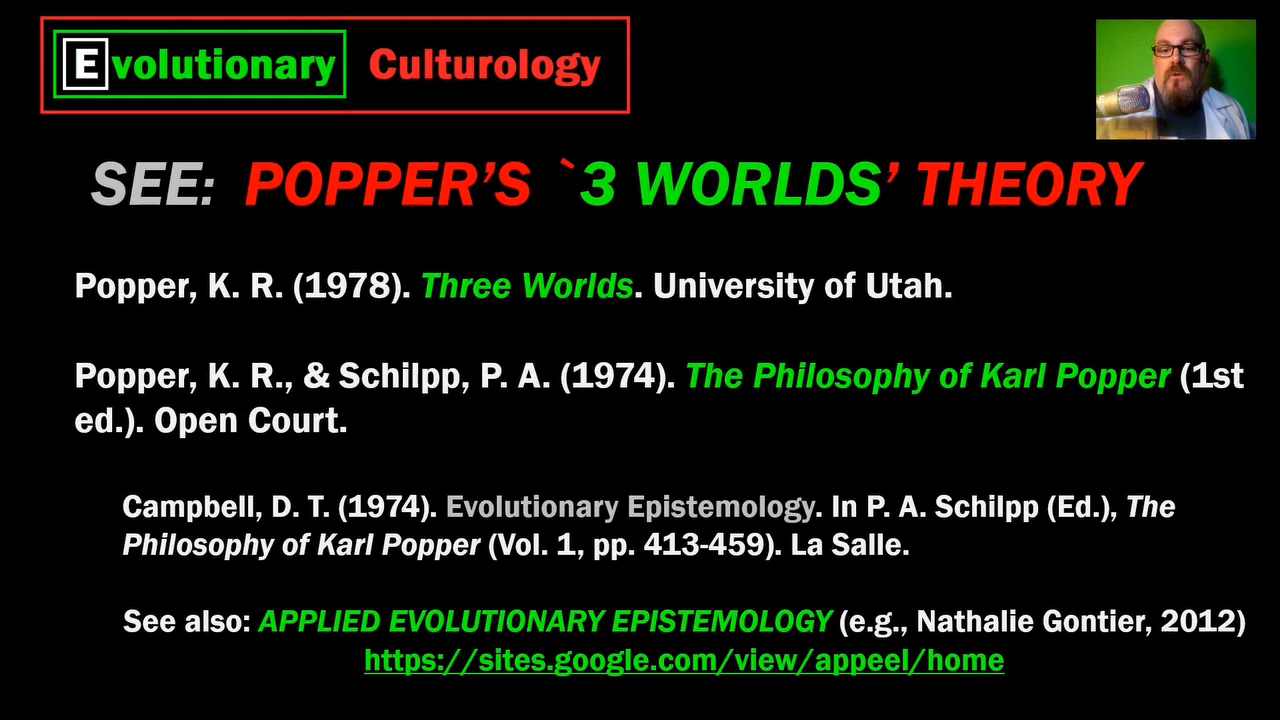 Evolutionary Culturology
SEE: POPPER'S `3 WORLDS' THEORY
Popper, K. R. (1978). Three Worlds. University of Utah.
Popper, K. R., & Schilpp, P. A. (1974). The Philosophy of Karl Popper (1st
ed.). Open Court.
Campbell, D. T. (1974). Evolutionary Epistemology. In P. A. Schilpp (Ed.), The
Philosophy of Karl Popper (Vol. 1, pp. 413-459). La Salle.
See also: APPLIED EVOLUTIONARY EPISTEMOLOGY (e.g., Nathalie Gontier, 2012)
https://sites.google.com/view/appeel/home